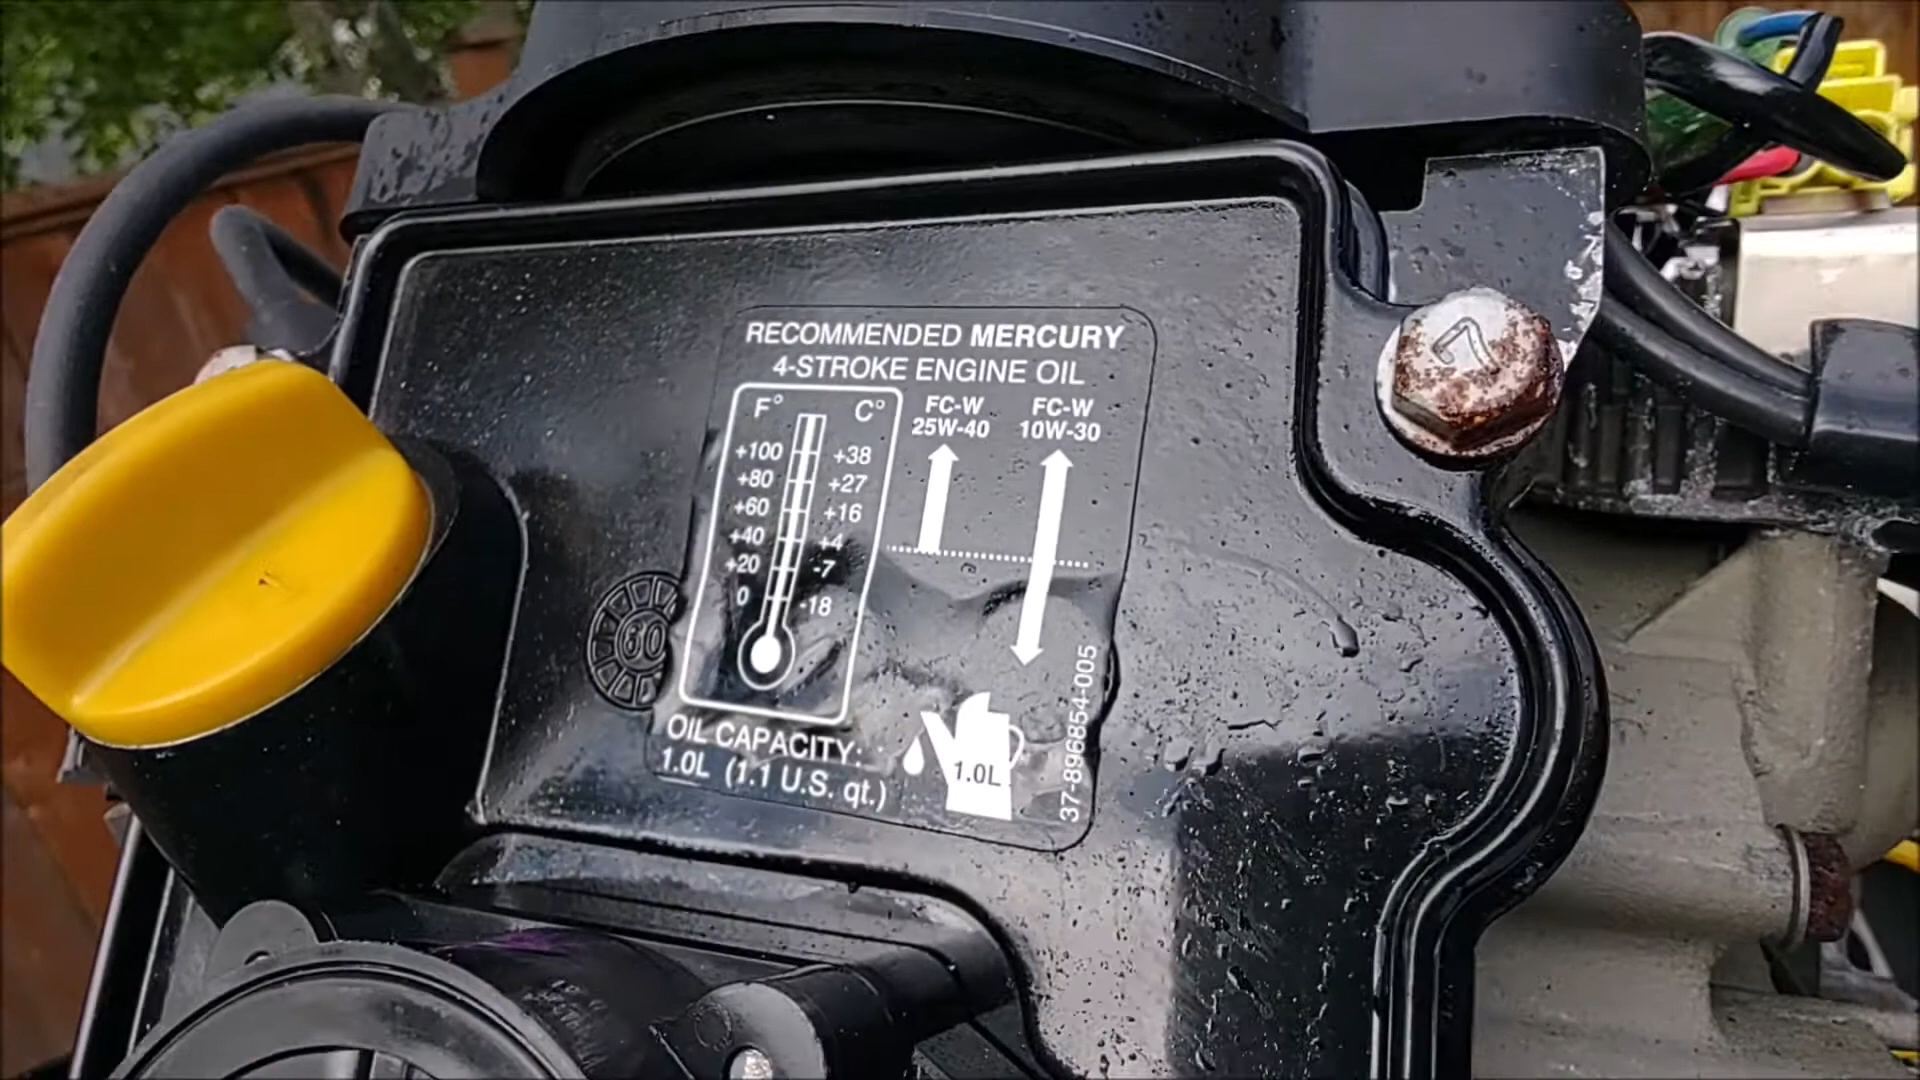 RECOMMENDED MERCURY
4-STROKE ENGINE OIL
F° C°
+100 +38
+80 +27
+60 +16
+40 +4
+20 -7
0 -18
FC-W
25W-40
FC-W
10W-30
OIL CAPACITY:
1.0L (1.1 U.S. qt.)
1.0L
37-896854-005
60
7